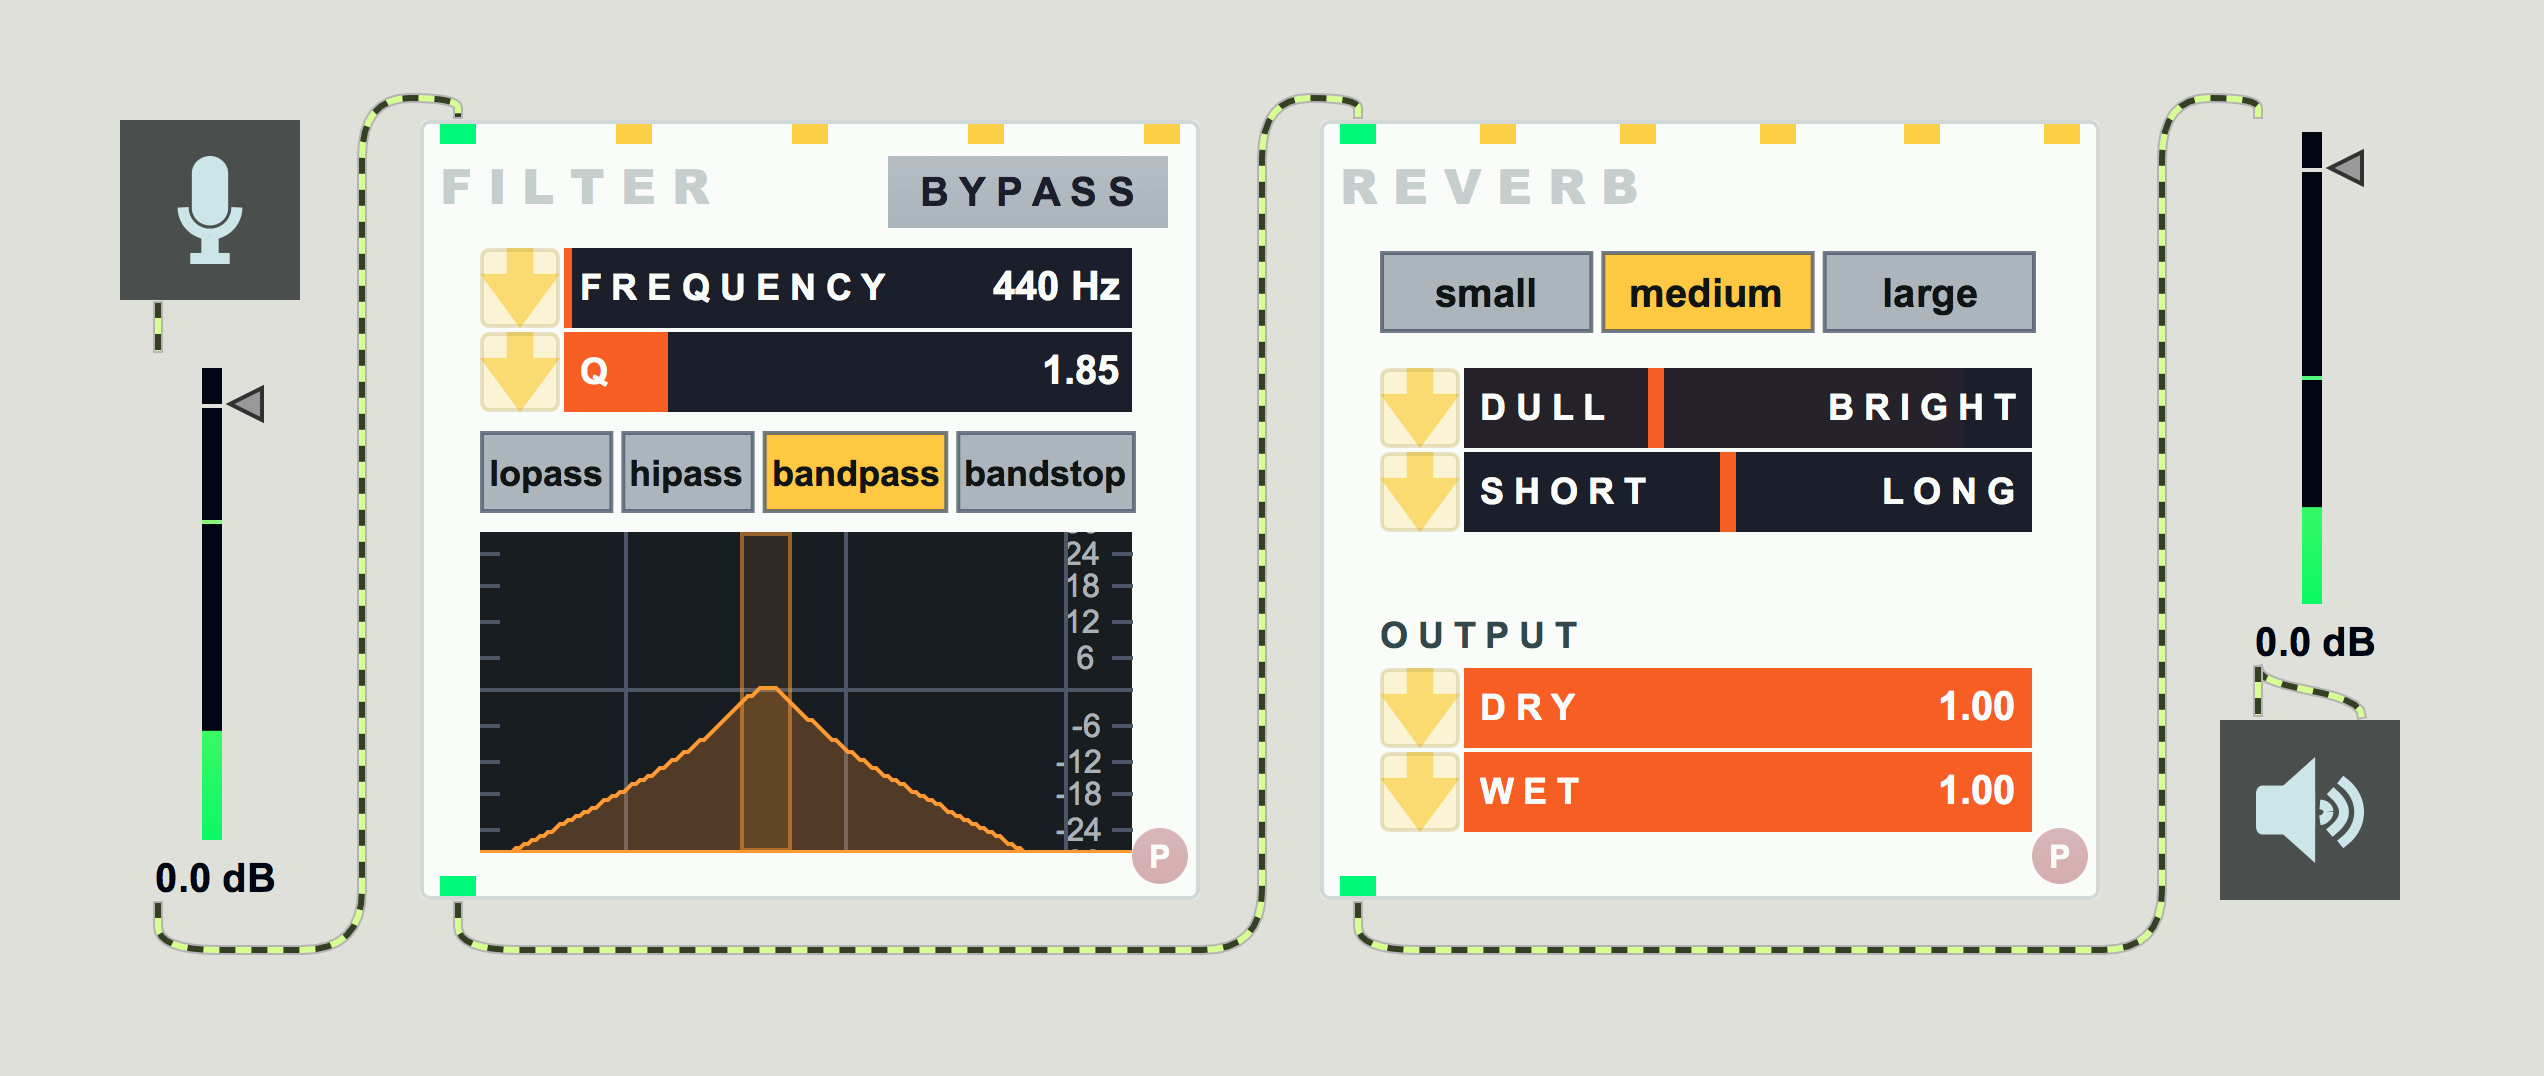 FILTER
BYPASS
FREQUENCY 440 Hz
Q 1.85
lopass hipass bandpass bandstop
24
18
12
6
-6
-12
-18
-24
P
0.0 dB
REVERB
small medium large
DULL BRIGHT
SHORT LONG
OUTPUT
DRY 1.00
WET 1.00
P
0.0 dB